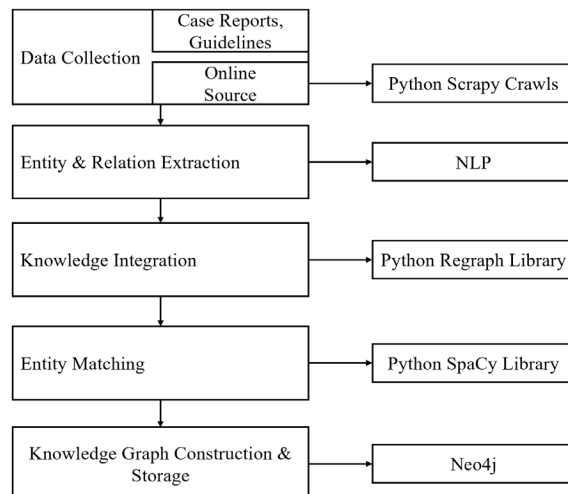 Case Reports,
Guidelines
Data Collection
Online
Source
Python Scrapy Crawls
Entity & Relation Extraction
NLP
Knowledge Integration
Python Regraph Library
Entity Matching
Python SpaCy Library
Knowledge Graph Construction &
Storage
Neo4j